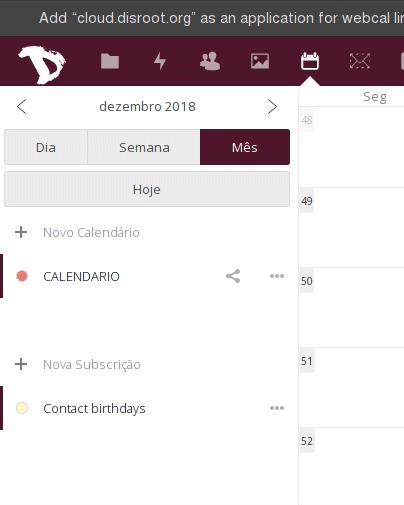 Add “cloud.disroot.org” as an application for webcal lin
dezembro 2018
Seg
48
Dia Semana Mês
Hoje
49
+ Novo Calendário
CALENDARIO
50
+ Nova Subscrição
51
Contact birthdays
52